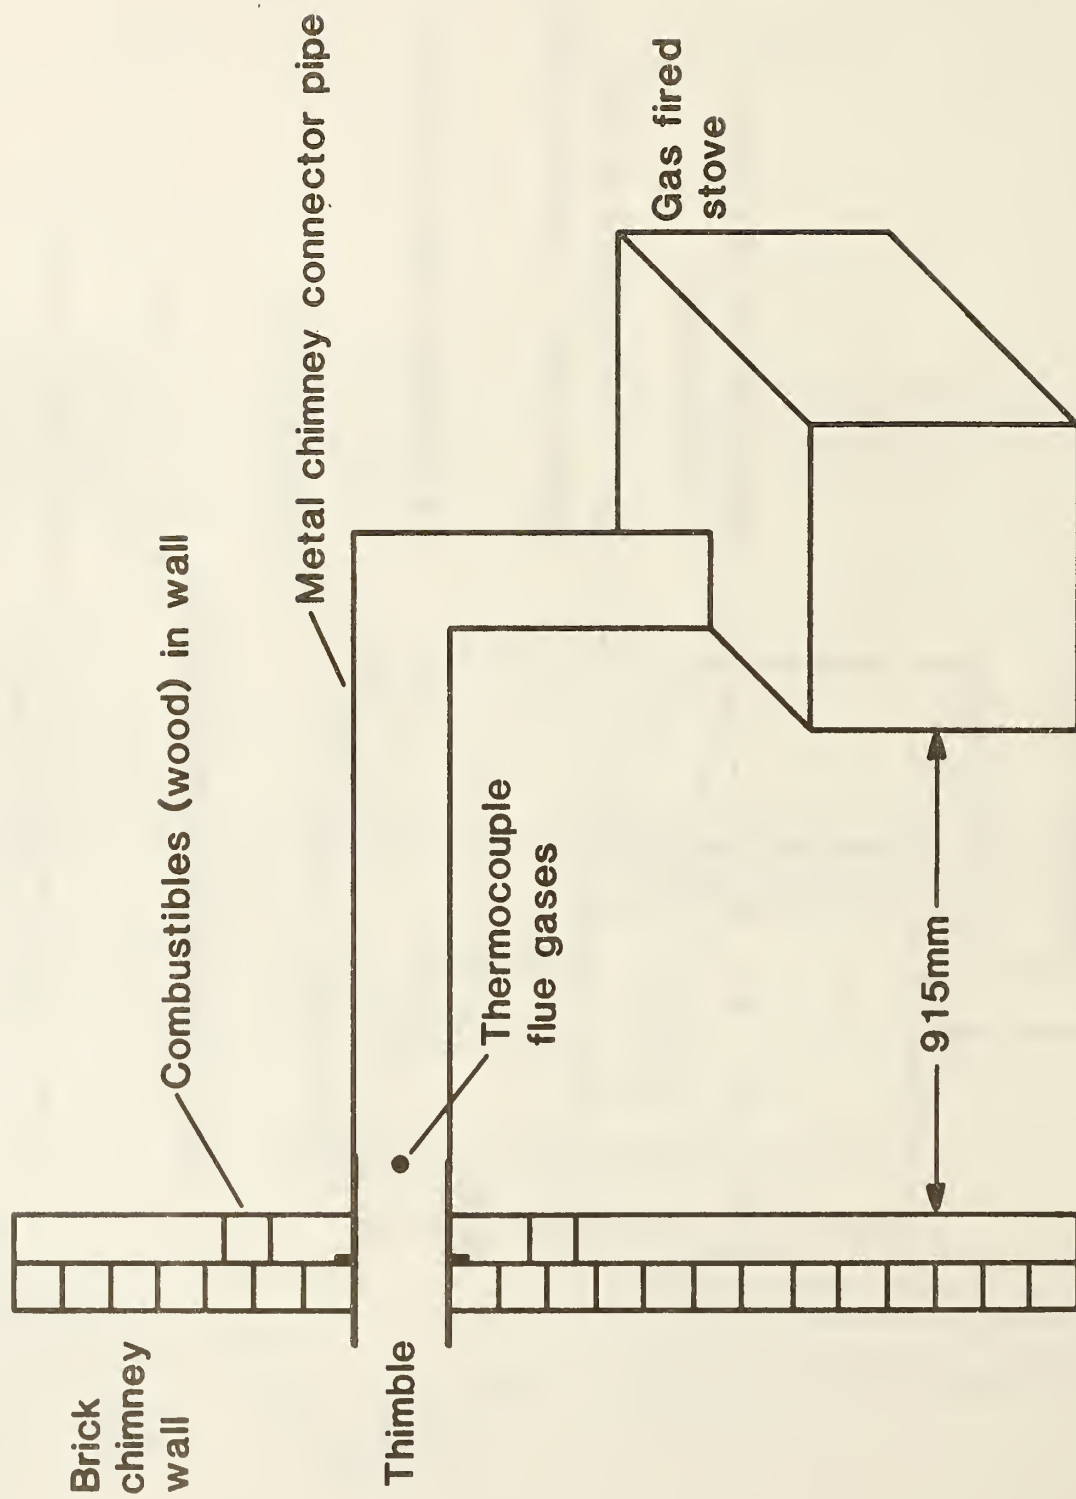 Brick
chimney
wall
Combustibles (wood) in wall
Metal chimney connector pipe
Thimble
Thermocouple
flue gases
Gas fired
stove
915mm